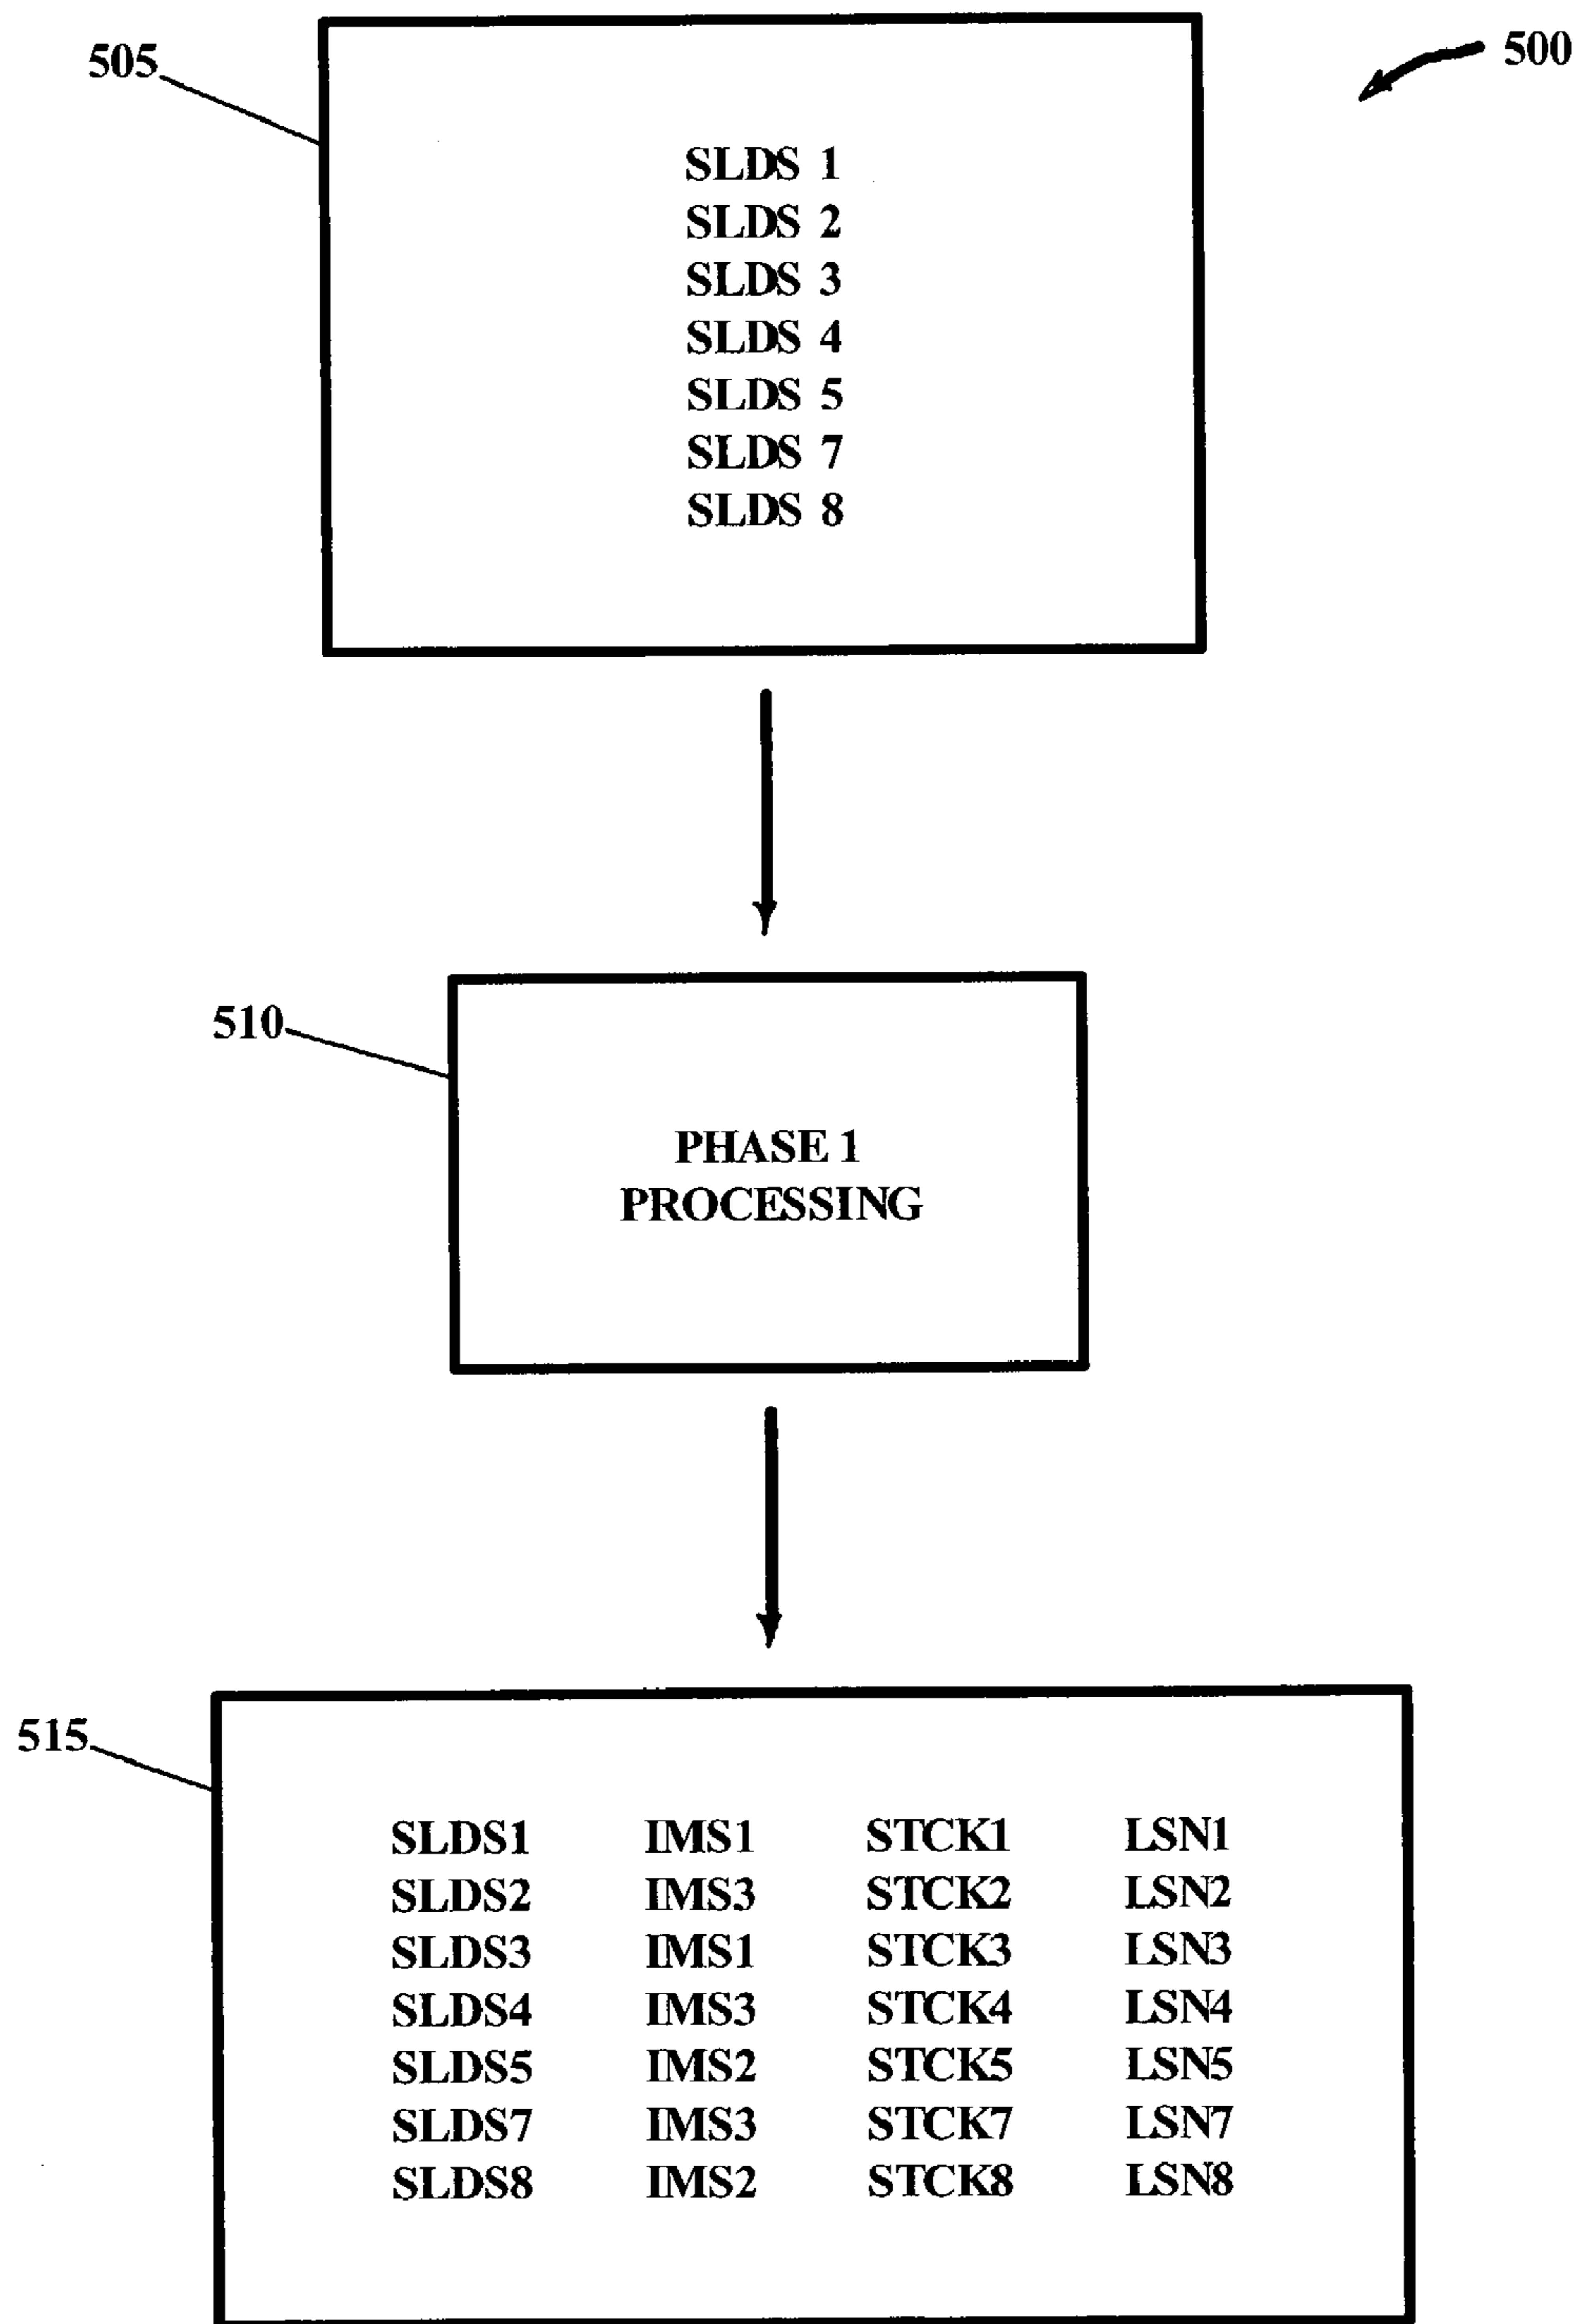 500
505
SLDS 1
SLDS 2
SLDS 3
SLDS 4
SLDS 5
SLDS 7
SLDS 8
510
PHASE 1
PROCESSING
515
SLDS1 IMS1 STCK1 LSN1
SLDS2 IMS3 STCK2 LSN2
SLDS3 IMS1 STCK3 LSN3
SLDS4 IMS3 STCK4 LSN4
SLDS5 IMS2 STCK5 LSN5
SLDS7 IMS3 STCK7 LSN7
SLDS8 IMS2 STCK8 LSN8